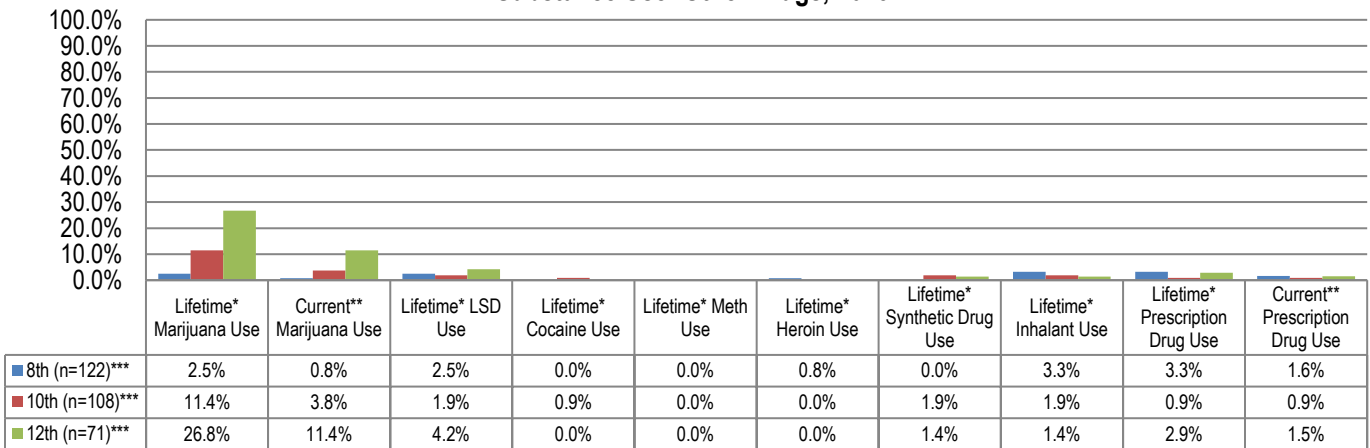 100.0%
90.0%
80.0%
70.0%
60.0%
50.0%
40.0%
30.0%
20.0%
10.0%
0.0%
Lifetime*
Marijuana Use
Current**
Marijuana Use
Lifetime* LSD
Use
Lifetime*
Cocaine Use
Lifetime* Meth
Use
Lifetime*
Heroin Use
Lifetime*
Synthetic Drug
Use
Lifetime*
Inhalant Use
Lifetime*
Prescription
Drug Use
Current**
Prescription
Drug Use
8th (n=122)*** 2.5% 0.8% 2.5% 0.0% 0.0% 0.8% 0.0% 3.3% 3.3% 1.6%
10th (n=108)*** 11.4% 3.8% 1.9% 0.9% 0.0% 0.0% 1.9% 1.9% 0.9% 0.9%
12th (n=71)*** 26.8% 11.4% 4.2% 0.0% 0.0% 0.0% 1.4% 1.4% 2.9% 1.5%